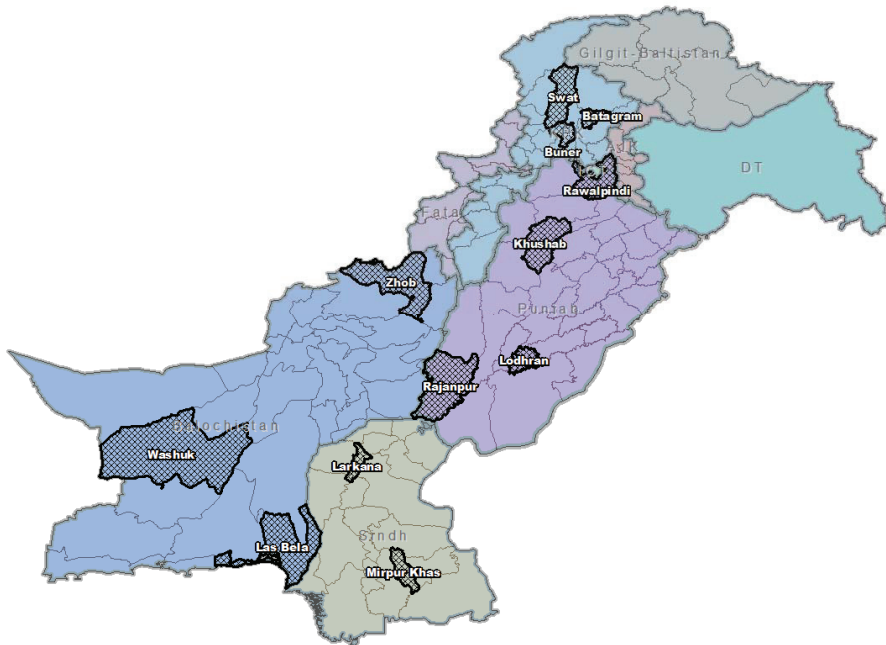 Gilgit-Baltistan
Swat
Batagram
Buner
AJK
DT
Rawalpindi
Fata
Khushab
Zhob
Punjab
Lodhran
Rajanpur
Balochistan
Washuk
Larkana
Sindh
Las Bela
Mirpur Khas